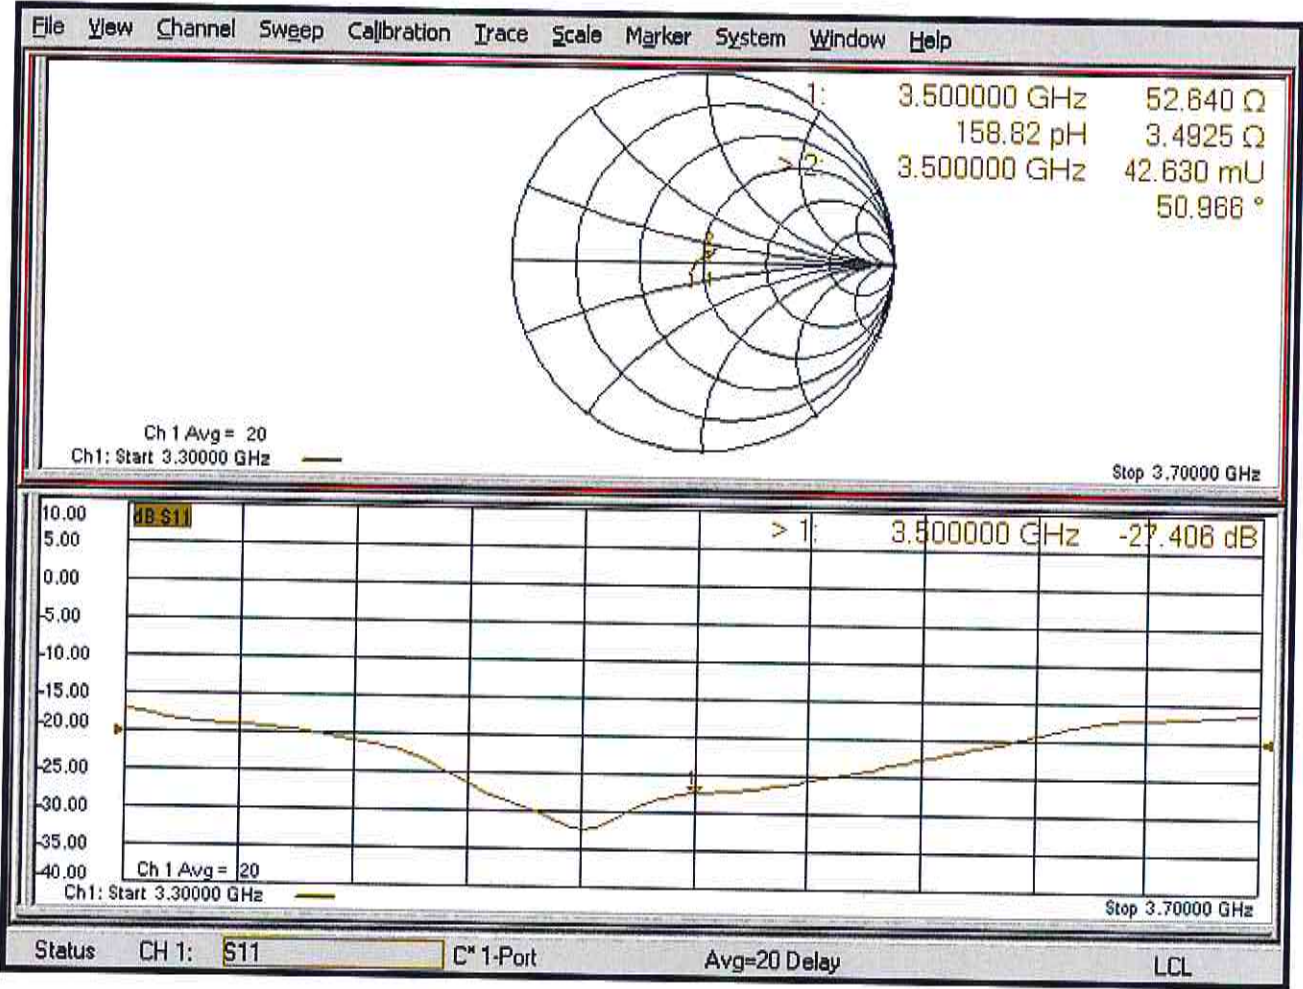 File View Channel Sweep Calibration Trace Scale Marker System Window Help
1: 3.500000 GHz 52.640 Ω
158.82 pH 3.4925 Ω
> 2: 3.500000 GHz 42.630 mU
50.966 °
Ch 1 Avg = 20
Ch1: Start 3.30000 GHz
Stop 3.70000 GHz
10.00
dB S11
> 1: 3.500000 GHz -27.406 dB
5.00
0.00
-5.00
-10.00
-15.00
-20.00
-25.00
1
-30.00
-35.00
-40.00
Ch 1 Avg = 20
Ch1: Start 3.30000 GHz
Stop 3.70000 GHz
Status CH 1: S11 C* 1-Port Avg=20 Delay LCL